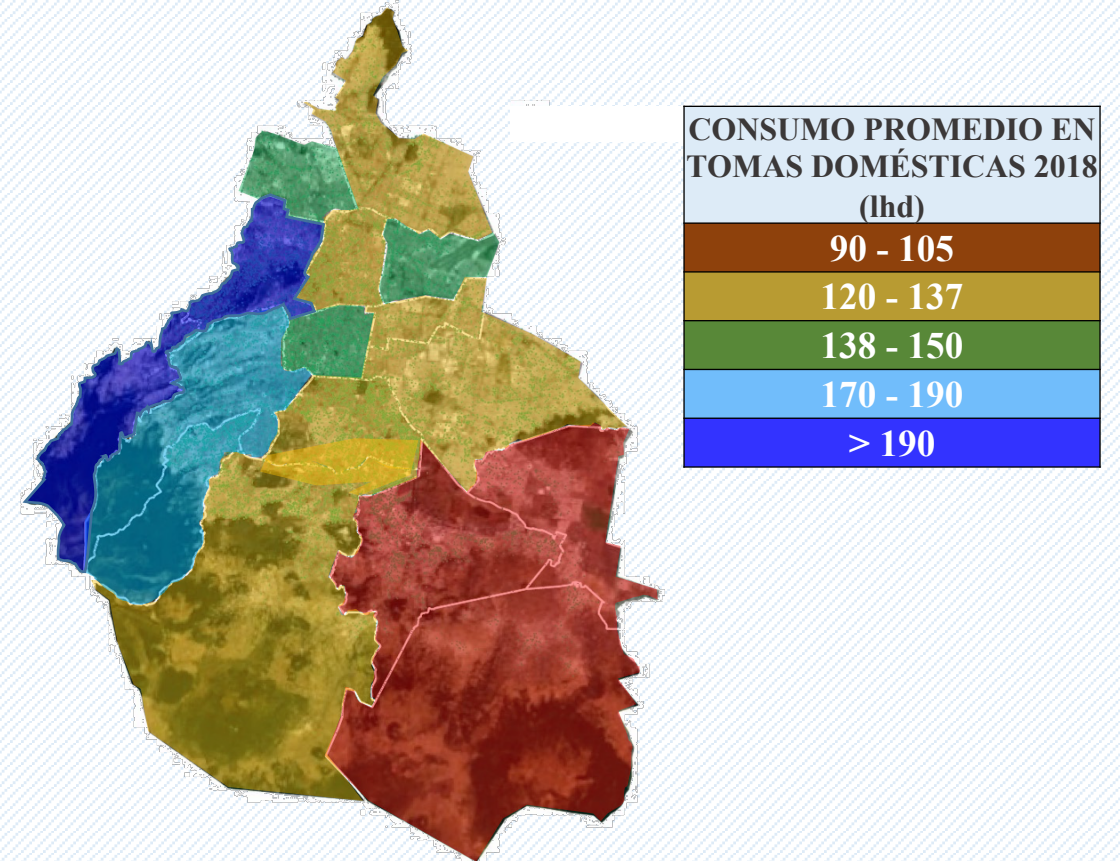 CONSUMO PROMEDIO EN
TOMAS DOMÉSTICAS 2018
(lhd)
90 - 105
120 - 137
138 - 150
170 - 190
> 190